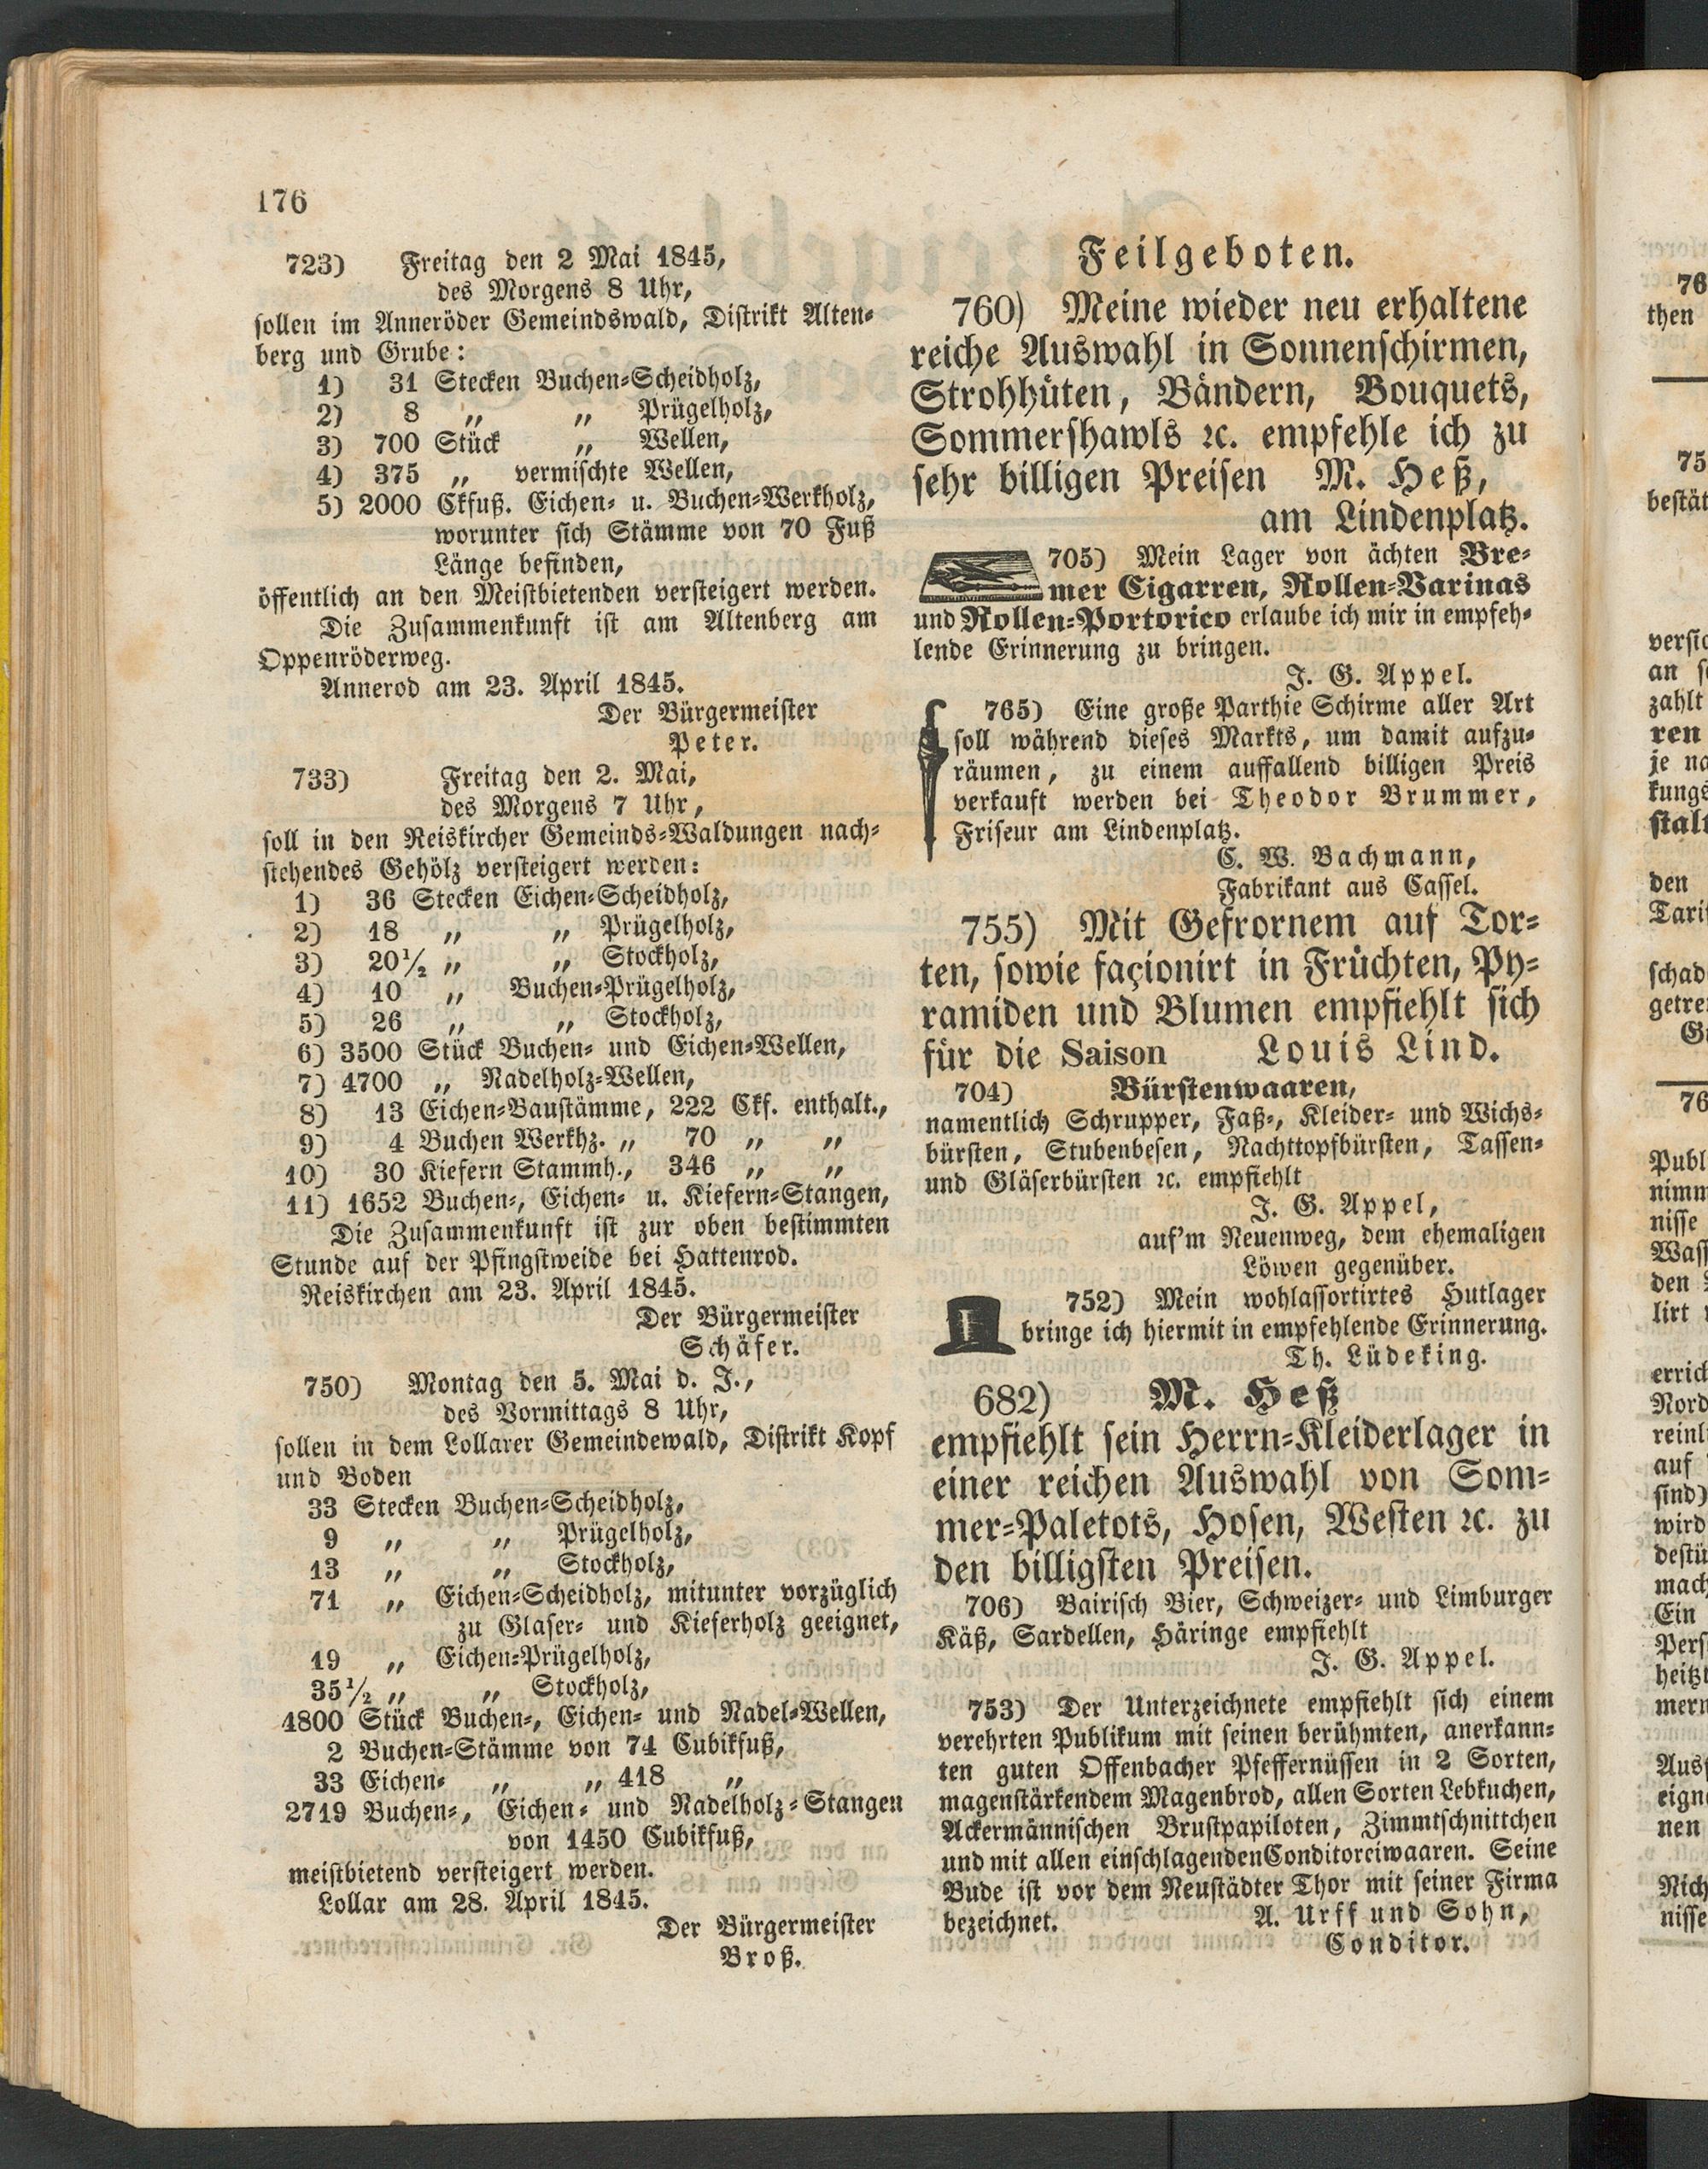 176
723) Freitag den 2 Mai 1845,
des Morgens 8 Uhr,
sollen im Anneröder Gemeindswald, Distrikt Alten-
berg und Grube:
1) 31 Stecken Buchen-Scheidholz,
2) 8 „ „ Prügelholz,
3) 700 Stück „ Wellen,
4) 375 „ vermischte Wellen,
5) 2000 Ckfuß. Eichen- u. Buchen-Werkholz,
worunter sich Stämme von 70 Fuß
Länge befinden,
öffentlich an den Meistbietenden versteigert werden.
Die Zusammenkunft ist am Altenberg am
Oppenröderweg.
Annerod am 23. April 1845.
Der Bürgermeister
Peter.
733) Freitag den 2. Mai,
des Morgens 7 Uhr,
soll in den Reiskircher Gemeinds-Waldungen nach-
stehendes Gehölz versteigert werden:
1) 36 Stecken Eichen-Scheidholz,
2) 18 „ „ Prügelholz,
3) 20½ „ „ Stockholz,
4) 10 „ Buchen-Prügelholz,
5) 26 „ „ Stockholz,
6) 3500 Stück Buchen- und Eichen-Wellen,
7) 4700 „ Nadelholz-Wellen,
8) 13 Eichen-Baustämme, 222 Ckf. enthalt.,
9) 4 Buchen Werkhz. „ 70 „ „
10) 30 Kiefern Stammh., 346 „ „
11) 1652 Buchen-, Eichen- u. Kiefern-Stangen,
Die Zusammenkunft ist zur oben bestimmten
Stunde auf der Pfingstweide bei Hattenrod.
Reiskirchen am 23. April 1845.
Der Bürgermeister
Schäfer.
750) Montag den 5. Mai d. J.,
des Vormittags 8 Uhr,
sollen in dem Lollarer Gemeindewald, Distrikt Kopf
und Boden
33 Stecken Buchen-Scheidholz,
9 „ „ Prügelholz,
13 „ „ Stockholz,
71 „ Eichen-Scheidholz, mitunter vorzüglich
zu Glaser- und Kieferholz geeignet,
19 „ Eichen-Prügelholz,
35½ „ „ Stockholz,
4800 Stück Buchen-, Eichen- und Nadel-Wellen,
2 Buchen-Stämme von 74 Cubikfuß,
33 Eichen- „ „ 418 „
2719 Buchen-, Eichen- und Nadelholz-Stangen
von 1450 Cubikfuß,
meistbietend versteigert werden.
Lollar am 28. April 1845.
Der Bürgermeister
Broß.
Feilgeboten.
760) Meine wieder neu erhaltene
reiche Auswahl in Sonnenschirmen,
Strohhüten, Bändern, Bouquets,
Sommershawls ꝛc. empfehle ich zu
sehr billigen Preisen M. Heß,
am Lindenplatz.
705) Mein Lager von ächten Bre-
mer Cigarren, Rollen-Varinas
und Rollen-Portorico erlaube ich mir in empfeh-
lende Erinnerung zu bringen.
J. G. Appel.
765) Eine große Parthie Schirme aller Art
soll während dieses Markts, um damit aufzu-
räumen, zu einem auffallend billigen Preis
verkauft werden bei Theodor Brummer,
Friseur am Lindenplatz.
C. W. Bachmann,
Fabrikant aus Cassel.
755) Mit Gefrornem auf Tor-
ten, sowie façionirt in Früchten, Py-
ramiden und Blumen empfiehlt sich
für die Saison Louis Lind.
704) Bürstenwaaren,
namentlich Schrupper, Faß-, Kleider- und Wichs-
bürsten, Stubenbesen, Nachttopfbürsten, Tassen-
und Gläserbürsten ꝛc. empfiehlt
J. G. Appel,
auf'm Neuenweg, dem ehemaligen
Löwen gegenüber.
752) Mein wohlassortirtes Hutlager
bringe ich hiermit in empfehlende Erinnerung.
Th. Lüdeking.
682) M. Heß
empfiehlt sein Herrn-Kleiderlager in
einer reichen Auswahl von Som-
mer-Paletots, Hosen, Westen ꝛc. zu
den billigsten Preisen.
706) Bairisch Bier, Schweizer- und Limburger
Käß, Sardellen, Häringe empfiehlt
J. G. Appel.
753) Der Unterzeichnete empfiehlt sich einem
verehrten Publikum mit seinen berühmten, anerkann-
ten guten Offenbacher Pfeffernüssen in 2 Sorten,
magenstärkendem Magenbrod, allen Sorten Lebkuchen,
Ackermännischen Brustpapiloten, Zimmtschnittchen
und mit allen einschlagenden Conditoreiwaaren. Seine
Bude ist vor dem Neustädter Thor mit seiner Firma
bezeichnet. A. Urff und Sohn,
Conditor.